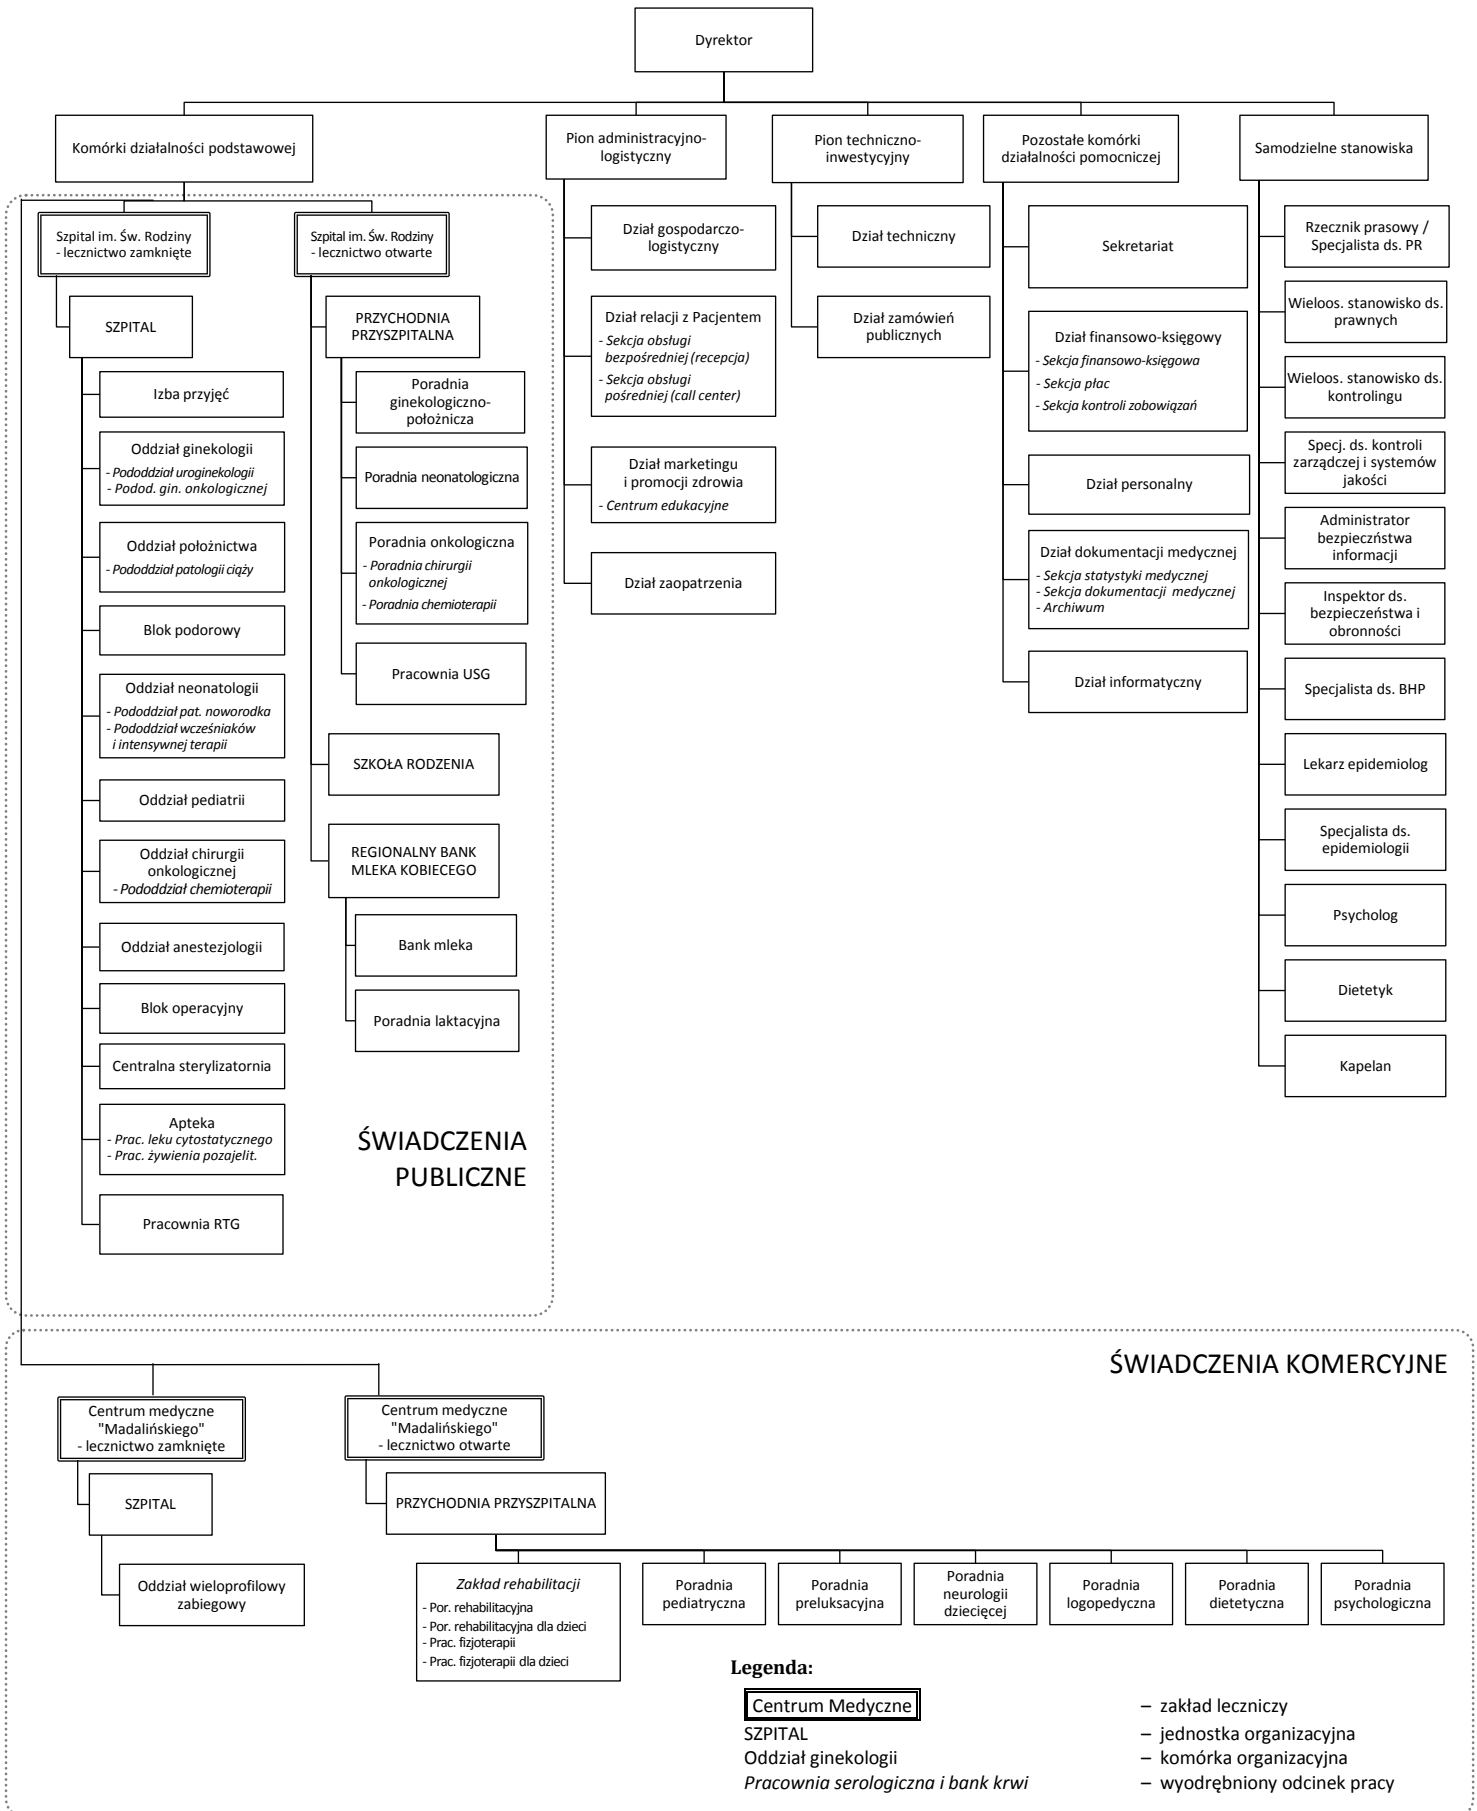 Dyrektor
Komórki działalności podstawowej
Pion administracyjno-
logistyczny
Pion techniczno-
inwestycyjny
Pozostałe komórki
działalności pomocniczej
Samodzielne stanowiska
Szpital im. Św. Rodziny
- lecznictwo zamknięte
SZPITAL
Izba przyjęć
Oddział ginekologii
- Pododdział uroginekologii
- Podod. gin. onkologicznej
Oddział położnictwa
- Pododdział patologii ciąży
Blok podorowy
Oddział neonatologii
- Pododdział pat. noworodka
- Pododdział wcześniaków
i intensywnej terapii
Oddział pediatrii
Oddział chirurgii
onkologicznej
- Pododdział chemioterapii
Oddział anestezjologii
Blok operacyjny
Centralna sterylizatornia
Apteka
- Prac. leku cytostatycznego
- Prac. żywienia pozajelit.
Pracownia RTG
Szpital im. Św. Rodziny
- lecznictwo otwarte
PRZYCHODNIA
PRZYSZPITALNA
Poradnia
ginekologiczno-
położnicza
Poradnia neonatologiczna
Poradnia onkologiczna
- Poradnia chirurgii
onkologicznej
- Poradnia chemioterapii
Pracownia USG
SZKOŁA RODZENIA
REGIONALNY BANK
MLEKA KOBIECEGO
Bank mleka
Poradnia laktacyjna
ŚWIADCZENIA
PUBLICZNE
Dział gospodarczo-
logistyczny
Dział relacji z Pacjentem
- Sekcja obsługi
bezpośredniej (recepcja)
- Sekcja obsługi
pośredniej (call center)
Dział marketingu
i promocji zdrowia
- Centrum edukacyjne
Dział zaopatrzenia
Dział techniczny
Dział zamówień
publicznych
Sekretariat
Dział finansowo-księgowy
- Sekcja finansowo-księgowa
- Sekcja płac
- Sekcja kontroli zobowiązań
Dział personalny
Dział dokumentacji medycznej
- Sekcja statystyki medycznej
- Sekcja dokumentacji medycznej
- Archiwum
Dział informatyczny
Rzecznik prasowy /
Specjalista ds. PR
Wieloos. stanowisko ds.
prawnych
Wieloos. stanowisko ds.
kontrolingu
Specj. ds. kontroli
zarządczej i systemów
jakości
Administrator
bezpieczństwa
informacji
Inspektor ds.
bezpieczeństwa i
obronności
Specjalista ds. BHP
Lekarz epidemiolog
Specjalista ds.
epidemiologii
Psycholog
Dietetyk
Kapelan
ŚWIADCZENIA KOMERCYJNE
Centrum medyczne
"Madalińskiego"
- lecznictwo zamknięte
SZPITAL
Oddział wieloprofilowy
zabiegowy
Centrum medyczne
"Madalińskiego"
- lecznictwo otwarte
PRZYCHODNIA PRZYSZPITALNA
Zakład rehabilitacji
- Por. rehabilitacyjna
- Por. rehabilitacyjna dla dzieci
- Prac. fizjoterapii
- Prac. fizjoterapii dla dzieci
Poradnia
pediatryczna
Poradnia
preluksacyjna
Poradnia
neurologii
dziecięcej
Poradnia
logopedyczna
Poradnia
dietetyczna
Poradnia
psychologiczna
Legenda:
Centrum Medyczne – zakład leczniczy
SZPITAL – jednostka organizacyjna
Oddział ginekologii – komórka organizacyjna
Pracownia serologiczna i bank krwi – wyodrębniony odcinek pracy